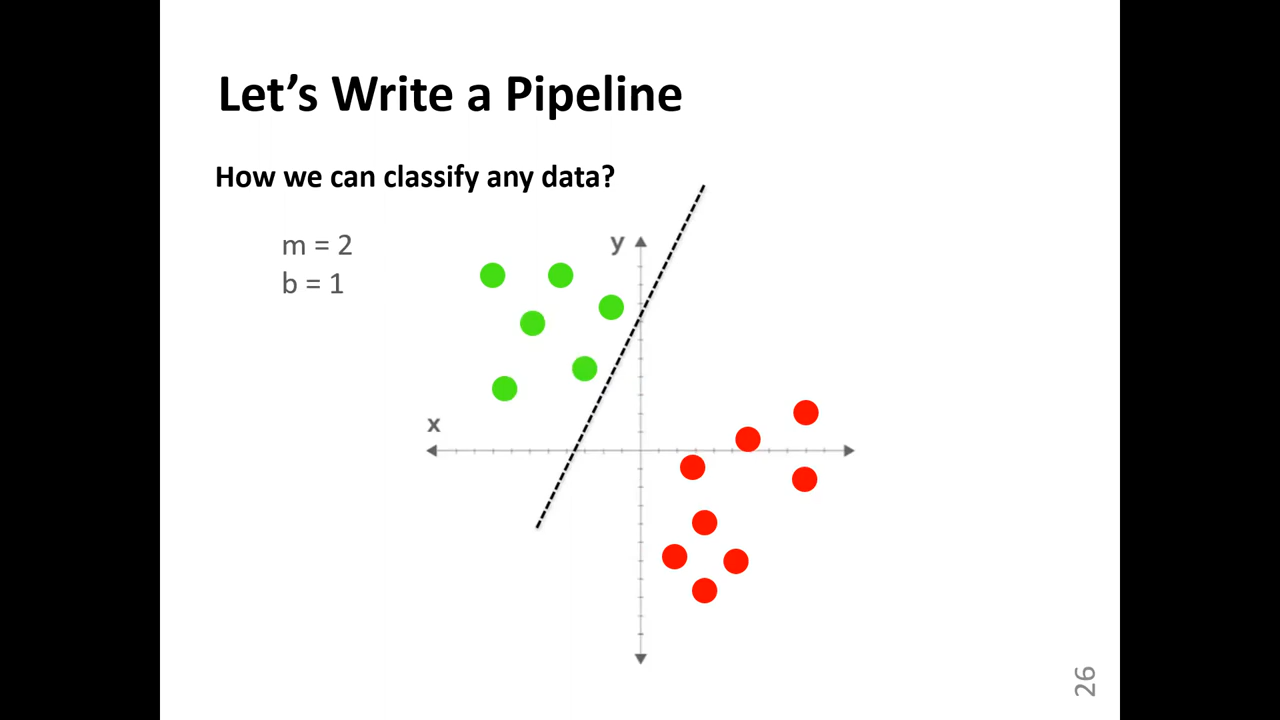 Let's Write a Pipeline
How we can classify any data?
m = 2
b = 1
y
x
26